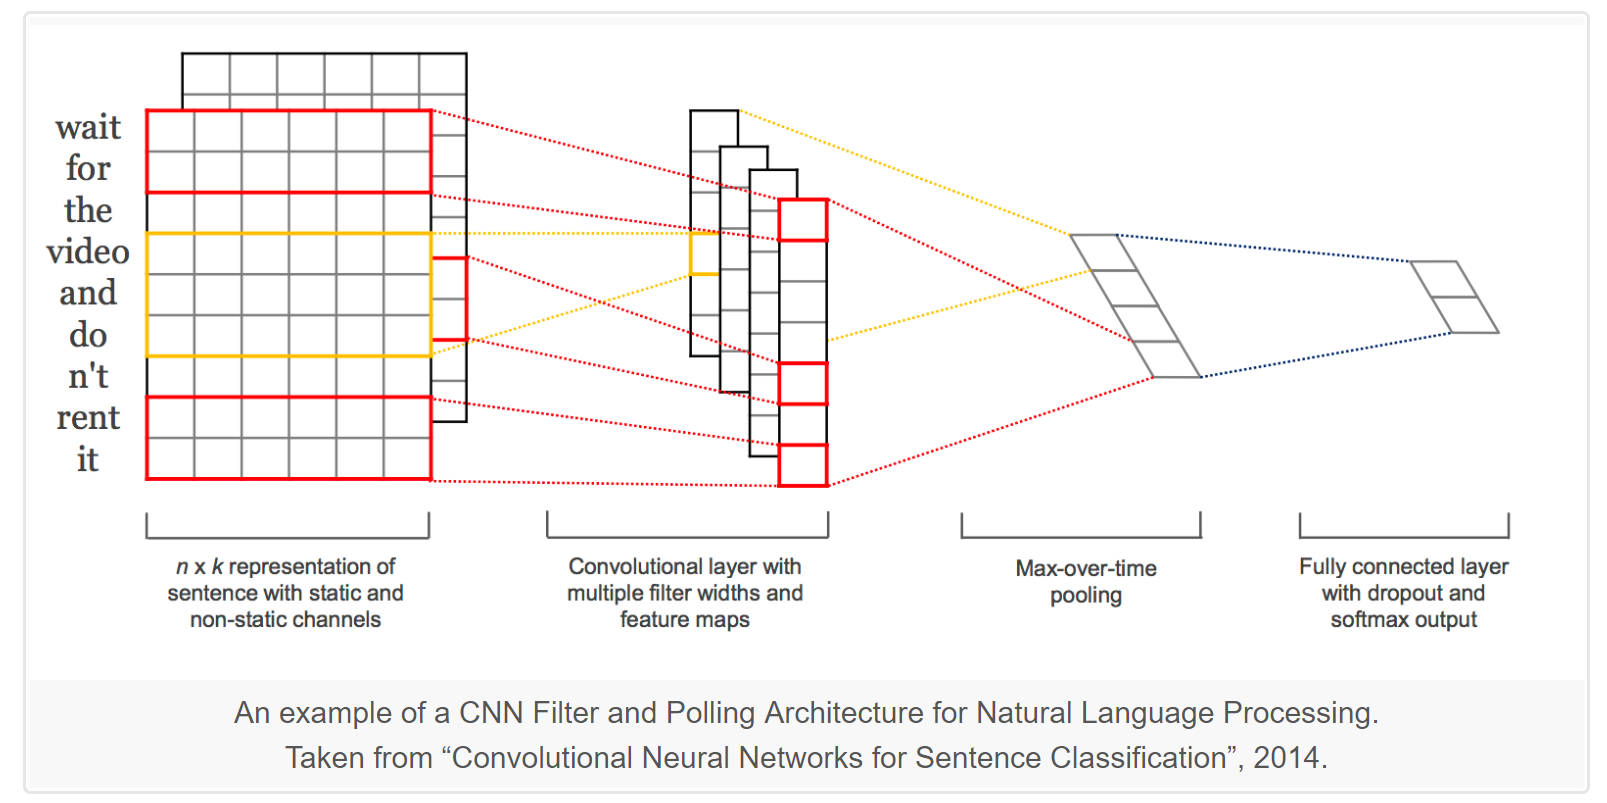 wait
for
the
video
and
do
n't
rent
it
n x k representation of
sentence with static and
non-static channels
Convolutional layer with
multiple filter widths and
feature maps
Max-over-time
pooling
Fully connected layer
with dropout and
softmax output
An example of a CNN Filter and Polling Architecture for Natural Language Processing.
Taken from “Convolutional Neural Networks for Sentence Classification”, 2014.